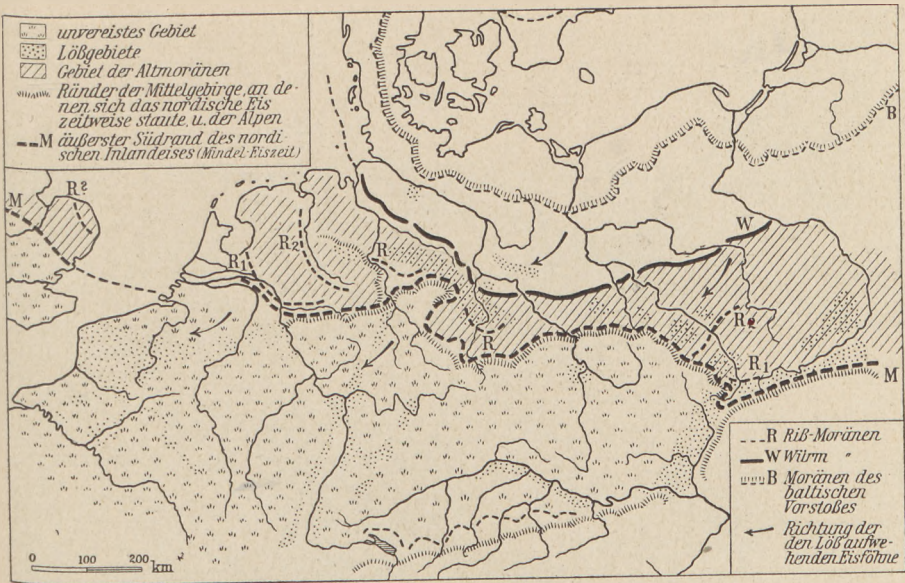 unvereistes Gebiet
Lößgebiete
Gebiet der Altmoränen
Ränder der Mittelgebirge, an de-
nen sich das nordische Eis
zeitweise staute, u. der Alpen
M äußerster Südrand des nordi-
schen Inlandeises (Mindel-Eiszeit)
B
M
R?
R1
R2
R
W
R2
R
R1
M
R Riß-Moränen
W Würm "
B Moränen des
baltischen
Vorstoßes
Richtung der
den Löß aufwe-
henden Eisföhne
0 100 200 km